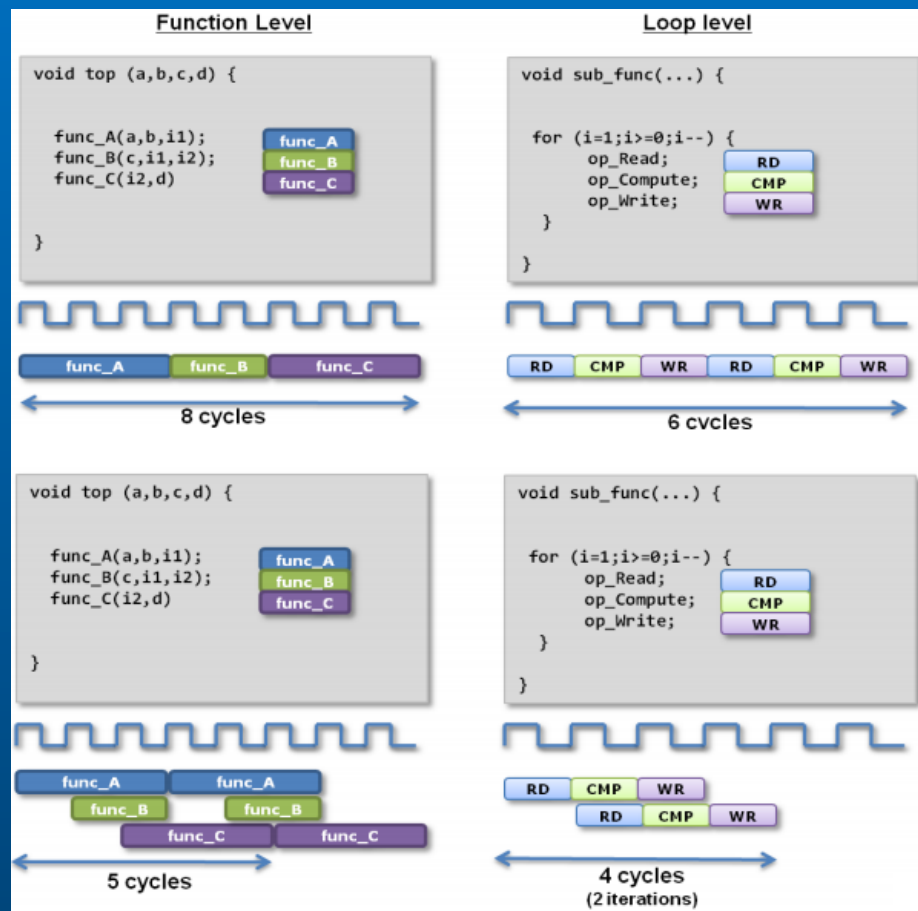 Function Level
void top (a,b,c,d) {
func_A(a,b,i1);
func_B(c,i1,i2);
func_C(i2,d)
}
func_A
func_B
func_C
func_A func_B func_C
8 cycles
Loop level
void sub_func(...) {
for (i=1;i>=0;i--) {
op_Read;
op_Compute;
op_Write;
}
}
RD
CMP
WR
RD CMP WR RD CMP WR
6 cycles
void top (a,b,c,d) {
func_A(a,b,i1);
func_B(c,i1,i2);
func_C(i2,d)
}
func_A
func_B
func_C
func_A func_A
func_B func_B
func_C func_C
5 cycles
void sub_func(...) {
for (i=1;i>=0;i--) {
op_Read;
op_Compute;
op_Write;
}
}
RD
CMP
WR
RD CMP WR
RD CMP WR
4 cycles
(2 iterations)